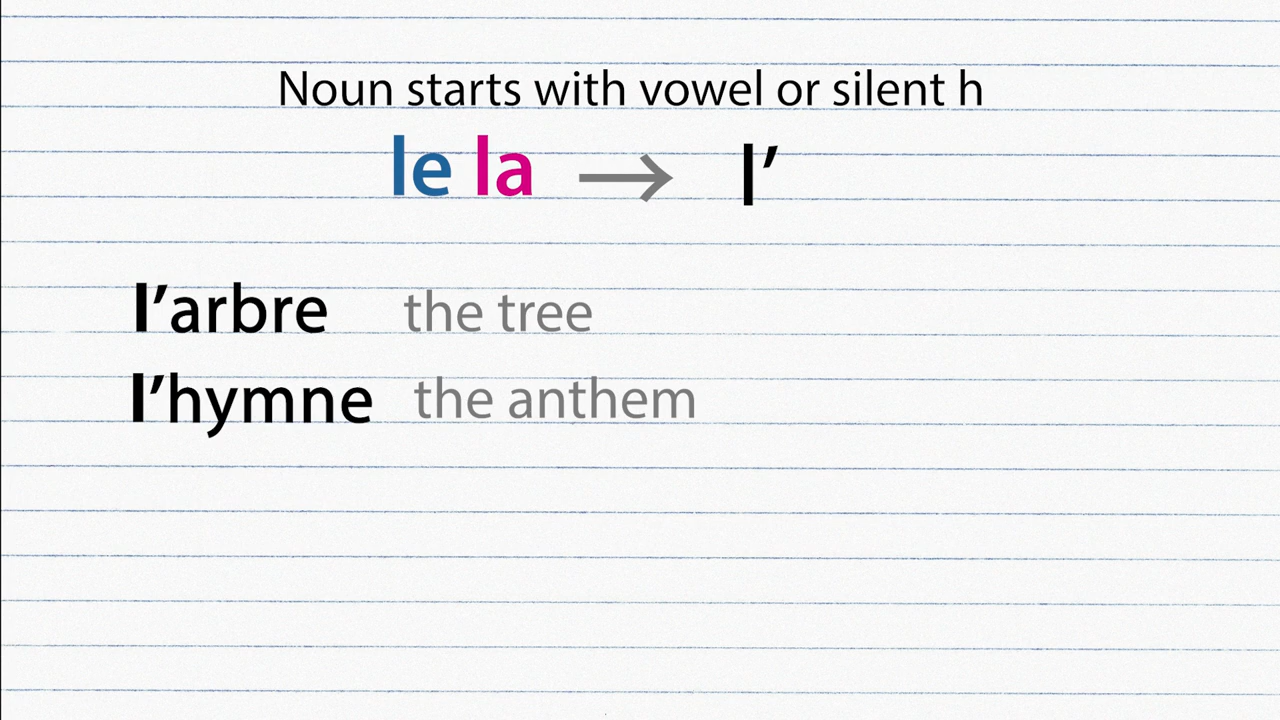 Noun starts with vowel or silent h
le la → l’
l’arbre the tree
l’hymne the anthem